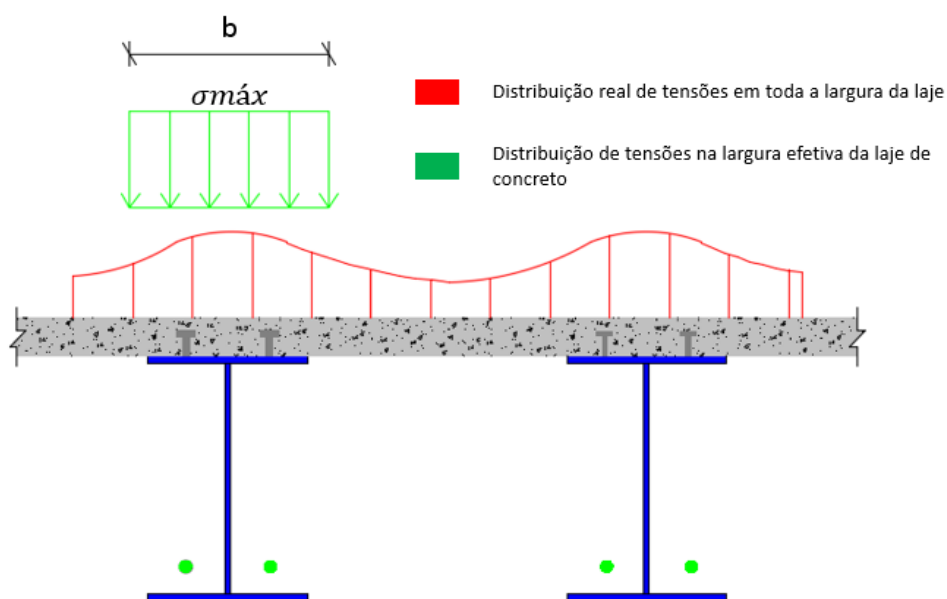 b
σmáx
Distribuição real de tensões em toda a largura da laje
Distribuição de tensões na largura efetiva da laje de
concreto